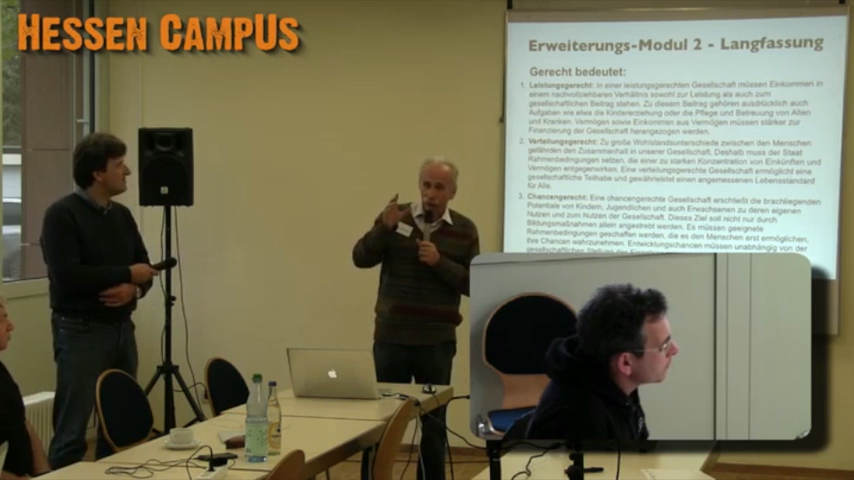 HESSEN CAMPUS
Erweiterungs-Modul 2 - Langfassung
Gerecht bedeutet:
1. Leistungsgerecht: In einer leistungsgerechten Gesellschaft müssen Einkommen in
einem nachvollziehbaren Verhältnis sowohl zur Leistung als auch zum
gesellschaftlichen Beitrag stehen. Zu diesem Beitrag gehören ausdrücklich auch
Aufgaben wie etwa die Kindererziehung oder die Pflege und Betreuung von Alten
und Kranken. Vermögen sowie Einkommen aus Vermögen müssen stärker zur
Finanzierung der Gesellschaft herangezogen werden.
2. Verteilungsgerecht: Zu große Wohlstandsunterschiede zwischen den Menschen
gefährden den Zusammenhalt in unserer Gesellschaft. Deshalb muss der Staat
Rahmenbedingungen setzen, die einer zu starken Konzentration von Einkünften und
Vermögen entgegenwirken. Eine verteilungsgerechte Gesellschaft ermöglicht eine
gesellschaftliche Teilhabe und gewährleistet einen angemessenen Lebensstandard
für Alle.
3. Chancengerecht: Eine chancengerechte Gesellschaft erschließt die brachliegenden
Potentiale von Kindern, Jugendlichen und auch Erwachsenen zu deren eigenen
Nutzen und zum Nutzen der Gesellschaft. Dieses Ziel soll nicht nur durch
Bildungsmaßnahmen allein angestrebt werden. Es müssen geeignete
Rahmenbedingungen geschaffen werden, die es den Menschen erst ermöglichen,
ihre Chancen wahrzunehmen. Entwicklungschancen müssen unabhängig von der